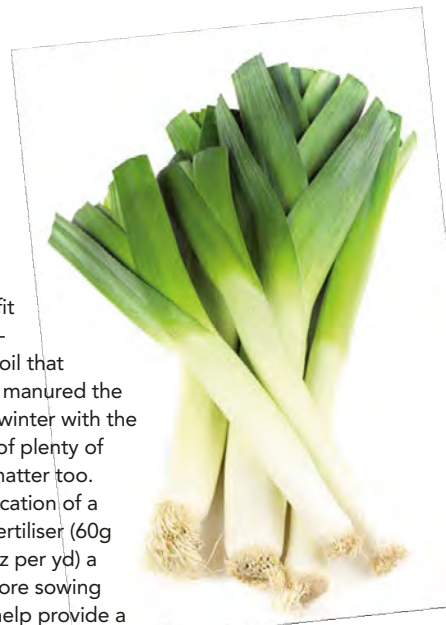 fit
-
oil that
manured the
winter with the
of plenty of
matter too.
cation of a
ertiliser (60g
z per yd) a
ore sowing
help provide a